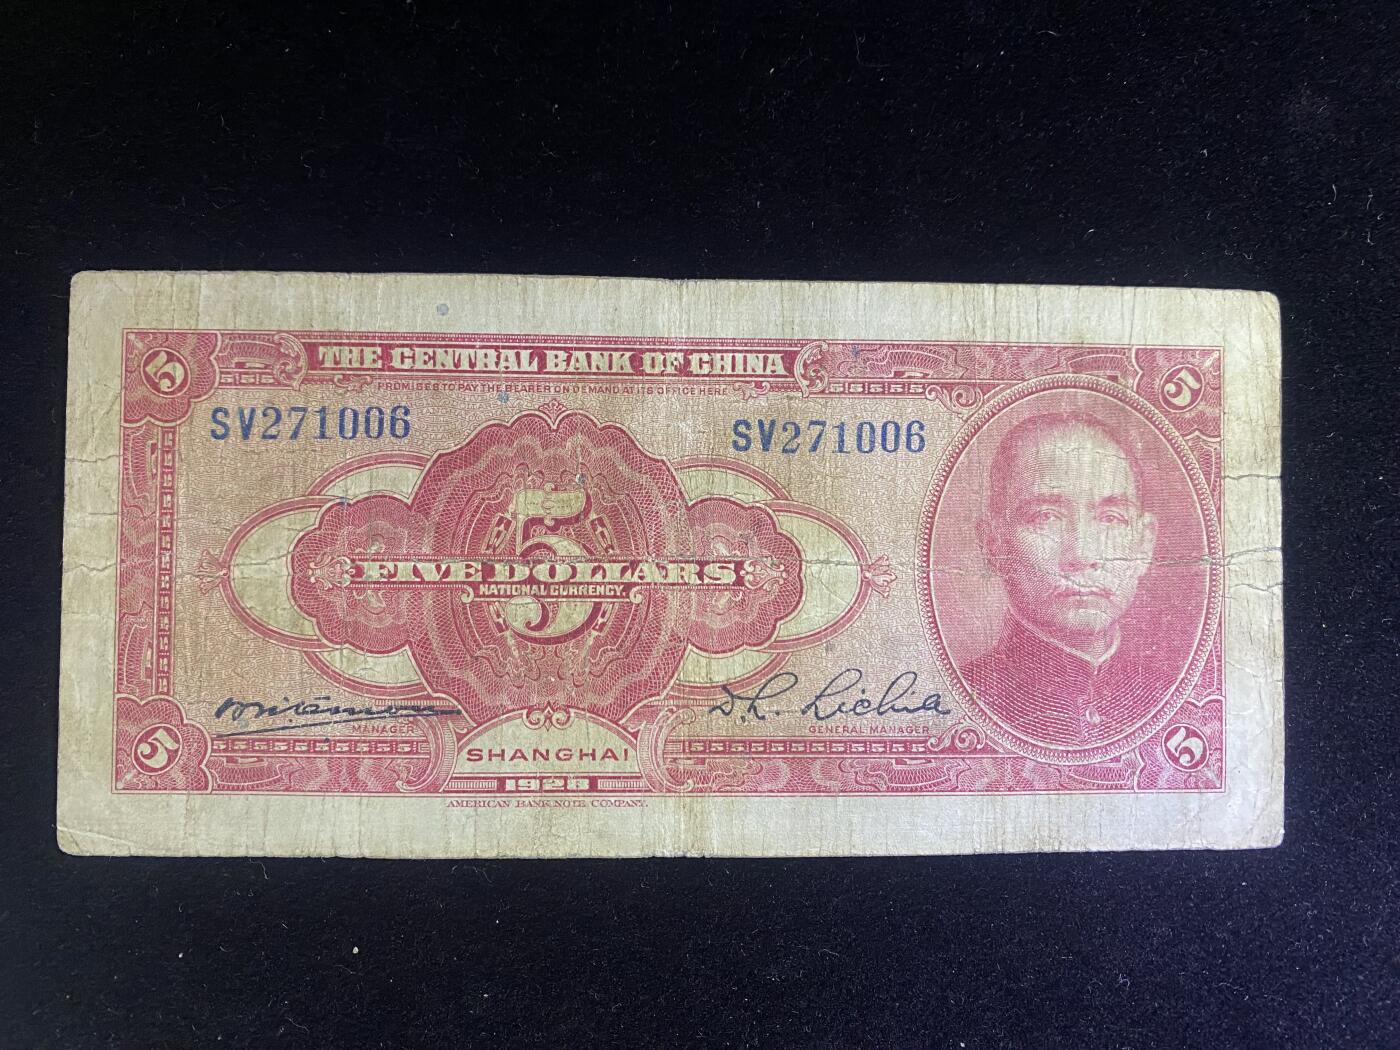 THE CENTRAL BANK OF CHINA
PROMISES TO PAY THE BEARER ON DEMAND AT ITS OFFICE HERE
5
5
SV271006
SV271006
5
FIVE DOLLARS
NATIONAL CURRENCY.
D. L. Lichia
MANAGER
GENERAL MANAGER
SHANGHAI
5
5
1928
AMERICAN BANK NOTE COMPANY.